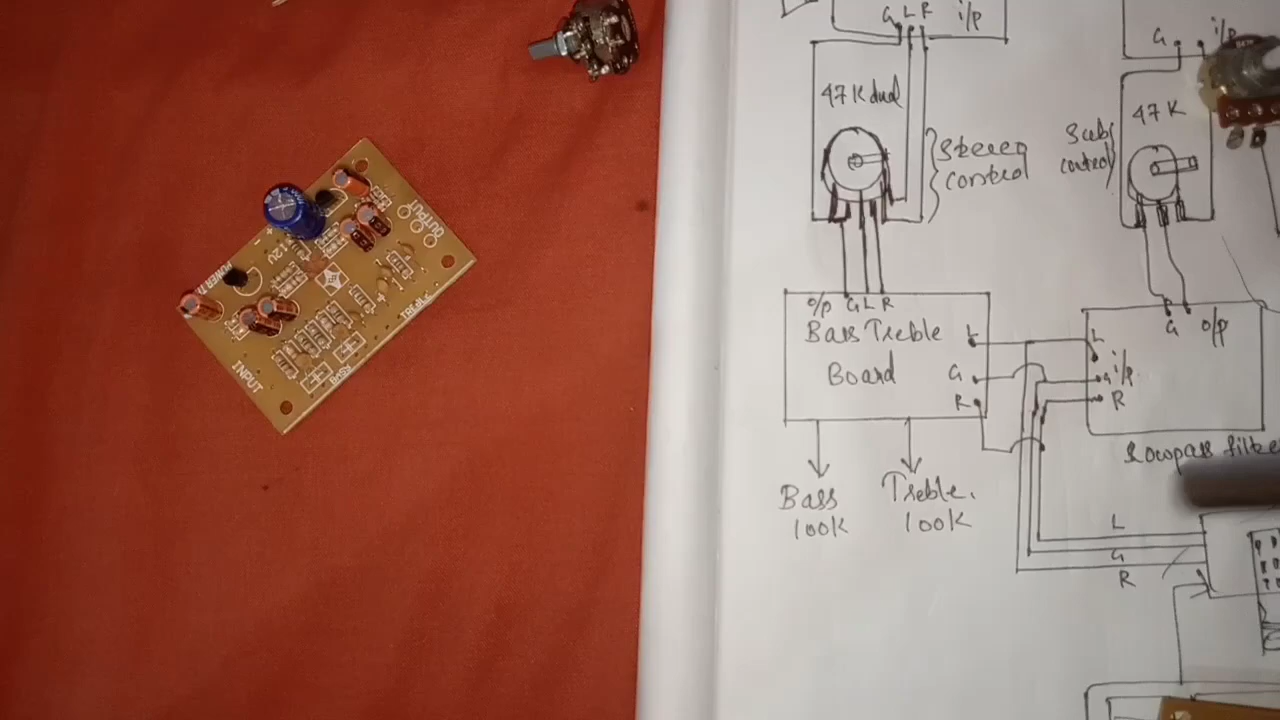 G L R i/p
G i/p
47K dual
47K
Stereo
control
Sub
control
o/p G L R
Bass Treble
Board
L
G
R
G o/p
L
G i/p
R
Lowpass filter
Bass
100K
Treble.
100K
L
G
R
OUTPUT
12V
INPUT
BASS
TREBLE